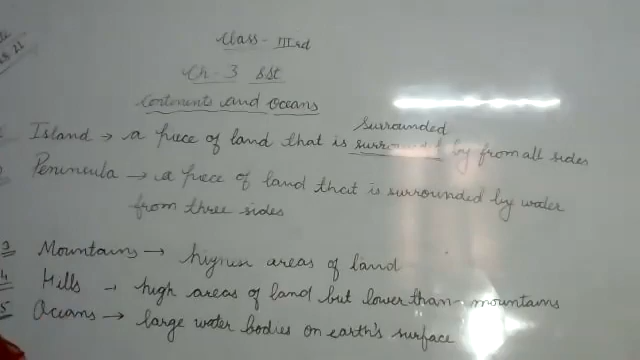 Class - IIIrd
Ch-3 SSt
Contonents and Oceans
surrounded
Island → a piece of land that is by from all sides
Peninsula → a piece of land that is surrounded by water
from three sides
3 Mountains → higher areas of land
4 Hills → high areas of land but lower than mountains
5 Oceans → large water bodies on earth's surface